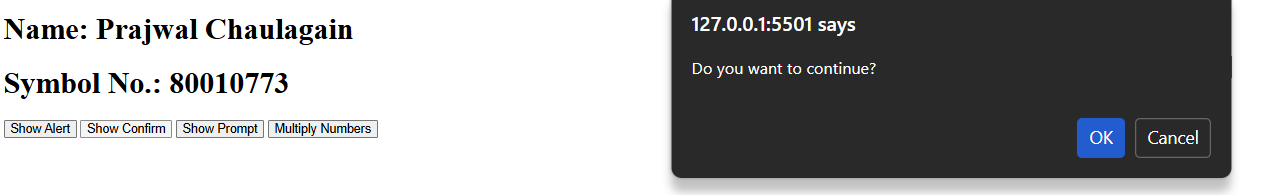 Name: Prajwal Chaulagain
Symbol No.: 80010773
Show Alert Show Confirm Show Prompt Multiply Numbers
127.0.0.1:5501 says
Do you want to continue?
OK Cancel